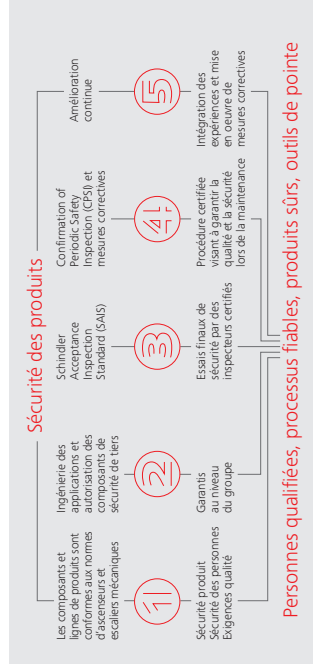 Sécurité des produits
Les composants et
lignes de produits sont
conformes aux normes
d'ascenseurs et
escaliers mécaniques
1
Sécurité produit
Sécurité des personnes
Exigences qualité
Ingénierie des
applications et
autorisation des
composants de
sécurité de tiers
2
Garantis
au niveau
du groupe
Schindler
Acceptance
Inspection
Standard (SAIS)
3
Essais finaux de
sécurité par des
inspecteurs certifiés
Confirmation of
Periodic Safety
Inspection (CPSI) et
mesures correctives
4
Procédure certifiée
visant à garantir la
qualité et la sécurité
lors de la maintenance
Amélioration
continue
5
Intégration des
expériences et mise
en oeuvre de
mesures correctives
Personnes qualifiées, processus fiables, produits sûrs, outils de pointe